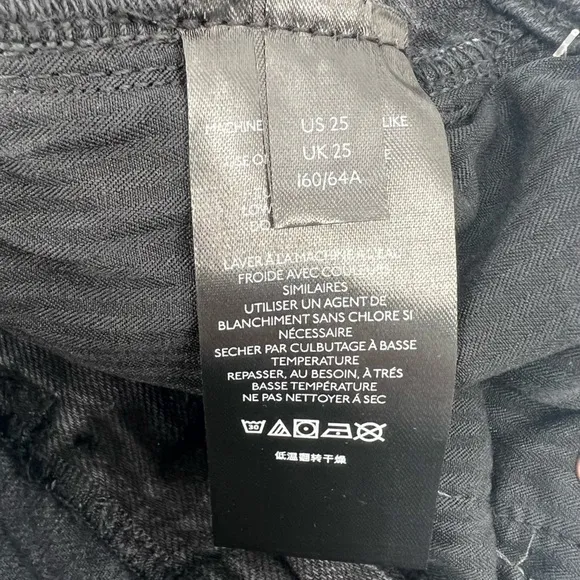 US 25
UK 25
160/64A
MACHINE
LIKE.
LAVER À LA MACHINE À L'EAU
FROIDE AVEC COULEURS
SIMILAIRES
UTILISER UN AGENT DE
BLANCHIMENT SANS CHLORE SI
NÉCESSAIRE
SECHER PAR CULBUTAGE À BASSE
TEMPERATURE
REPASSER, AU BESOIN, À TRÉS
BASSE TEMPÉRATURE
NE PAS NETTOYER À SEC
30
低温翻转干燥